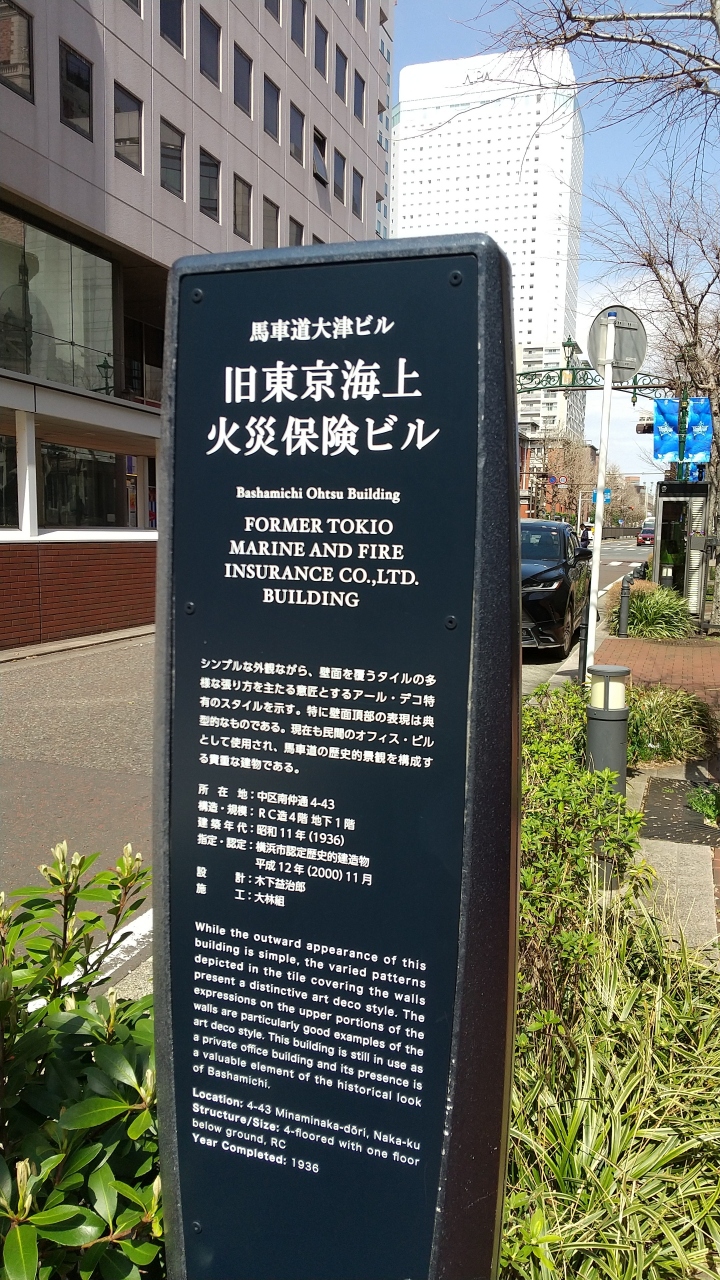 APA
馬車道大津ビル
旧東京海上
火災保険ビル
Bashamichi Ohtsu Building
FORMER TOKIO
MARINE AND FIRE
INSURANCE CO.,LTD.
BUILDING
シンプルな外観ながら、壁面を覆うタイルの多
様な張り方を主たる意匠とするアール・デコ特
有のスタイルを示す。特に壁面頂部の表現は典
型的なものである。現在も民間のオフィス・ビル
として使用され、馬車道の歴史的景観を構成す
る貴重な建物である。
所在地：中区南仲通4-43
構造・規模：RC造4階 地下1階
建築年代：昭和11年(1936)
指定・認定：横浜市認定歴史的建造物
平成12年(2000)11月
設計：木下益治郎
施工：大林組
While the outward appearance of this
building is simple, the varied patterns
depicted in the tile covering the walls
present a distinctive art deco style. The
expressions on the upper portions of the
walls are particularly good examples of the
art deco style. This building is still in use as
a private office building and its presence is
a valuable element of the historical look
of Bashamichi.
Location: 4-43 Minaminaka-dōri, Naka-ku
Structure/Size: 4-floored with one floor
below ground, RC
Year Completed: 1936